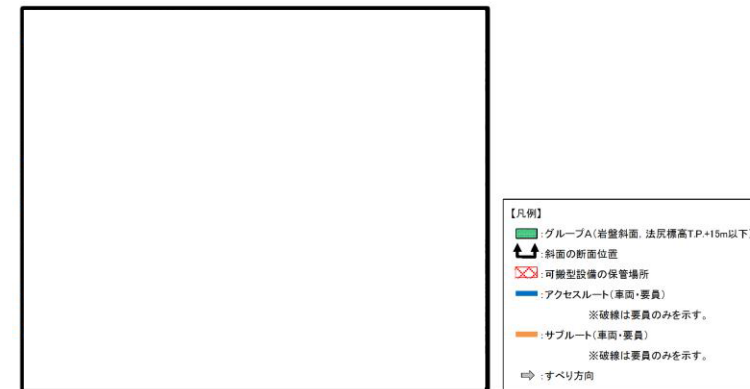 【凡例】
:グループA(岩盤斜面, 法尻標高T.P.+15m以下)
:斜面の断面位置
:可搬型設備の保管場所
:アクセスルート(車両・要員)
※破線は要員のみを示す。
:サブルート(車両・要員)
※破線は要員のみを示す。
:すべり方向